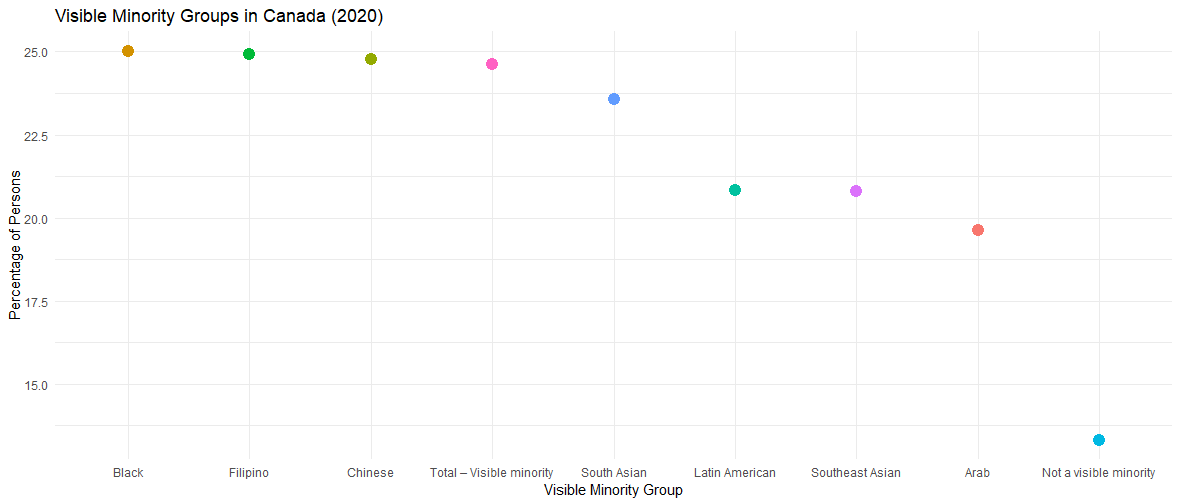 Visible Minority Groups in Canada (2020)
Percentage of Persons
25.0
22.5
20.0
17.5
15.0
Black Filipino Chinese Total – Visible minority South Asian Latin American Southeast Asian Arab Not a visible minority
Visible Minority Group